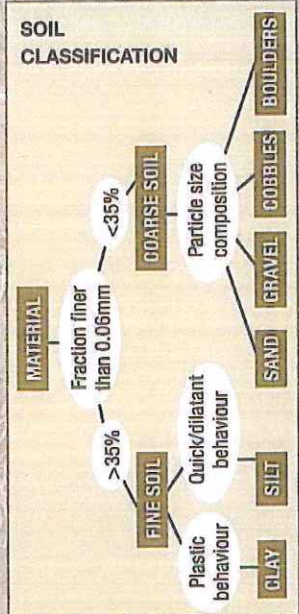 SOIL
CLASSIFICATION
MATERIAL
Fraction finer
than 0.06mm
>35%
<35%
FINE SOIL
COARSE SOIL
Plastic
behaviour
Quick/dilatant
behaviour
Particle size
composition
CLAY
SILT
SAND
GRAVEL
COBBLES
BOULDERS